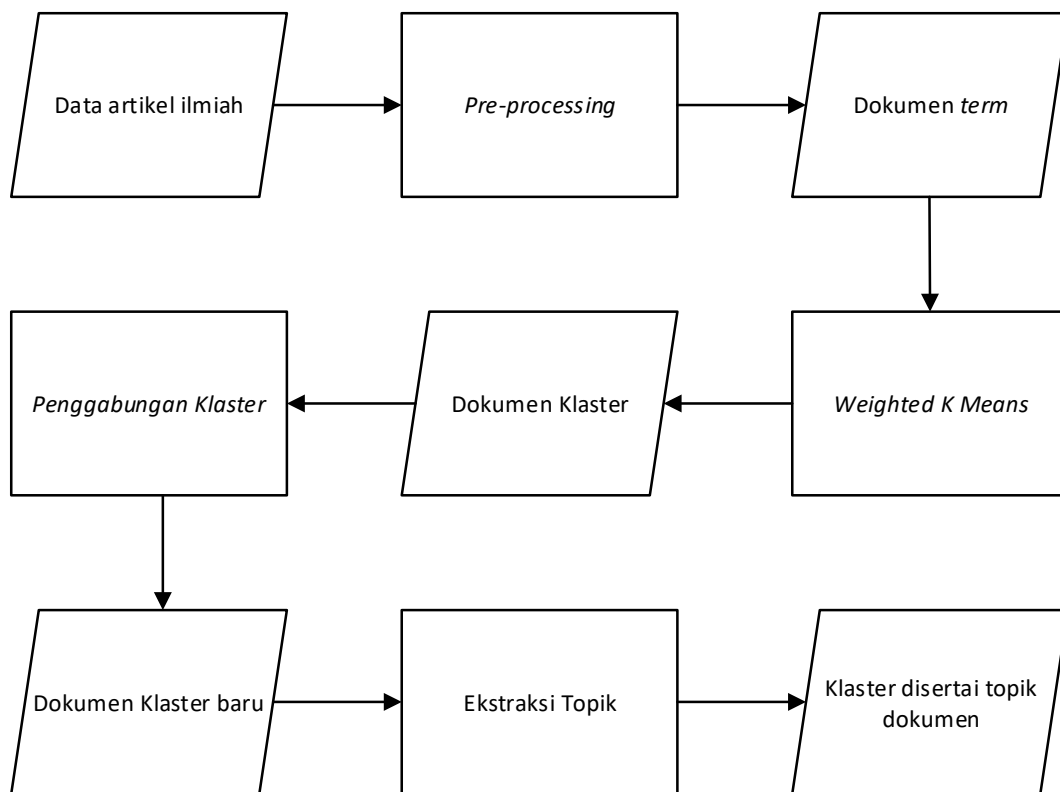 Data artikel ilmiah
Pre-processing
Dokumen term
Penggabungan Klaster
Dokumen Klaster
Weighted K Means
Dokumen Klaster baru
Ekstraksi Topik
Klaster disertai topik
dokumen